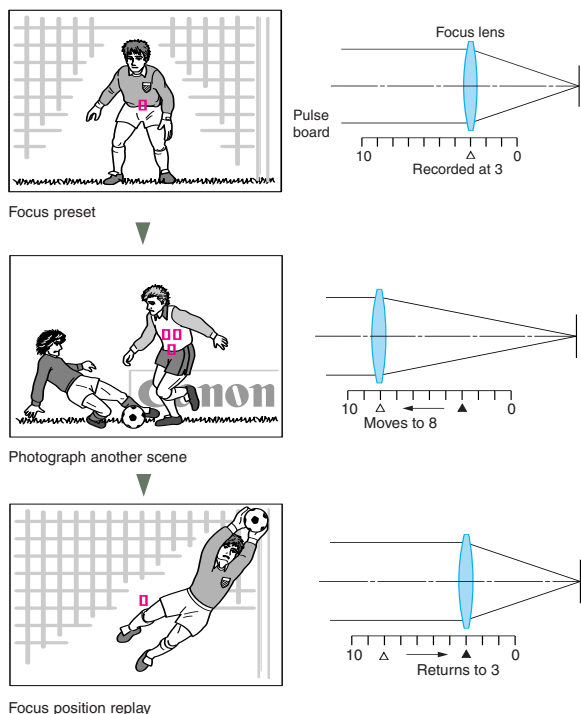 Focus lens
Pulse
board
10 0
Recorded at 3
Focus preset
Canon
10 0
Moves to 8
Photograph another scene
10 0
Returns to 3
Focus position replay